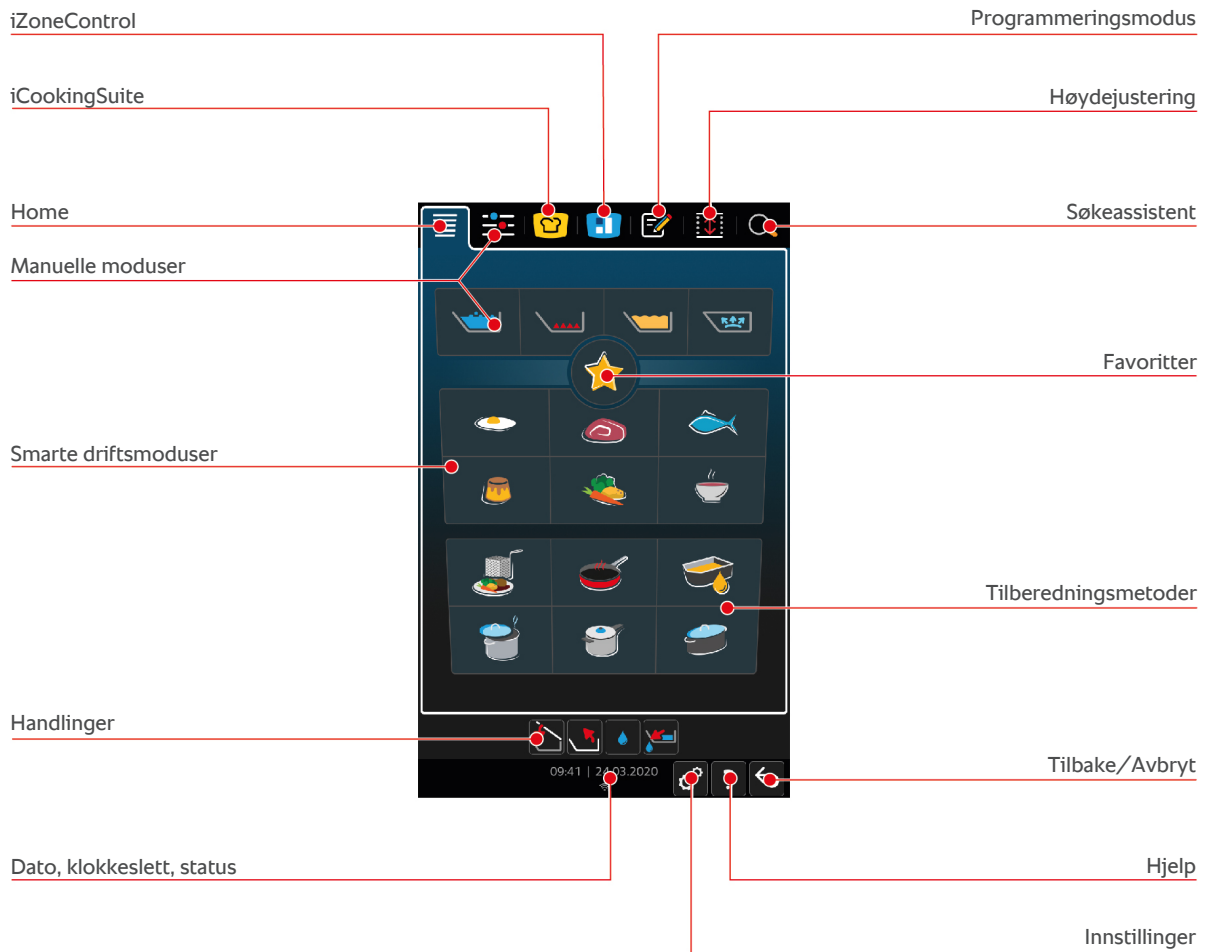 iZoneControl
Programmeringsmodus
iCookingSuite
Høydejustering
Home
Søkeassistent
Manuelle moduser
Favoritter
Smarte driftsmoduser
Tilberedningsmetoder
Handlinger
09:41 | 24.03.2020
Tilbake/Avbryt
Dato, klokkeslett, status
Hjelp
Innstillinger